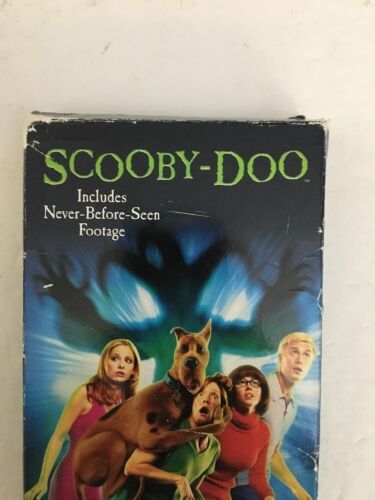 SCOOBY-DOO
Includes
Never-Before-Seen
Footage